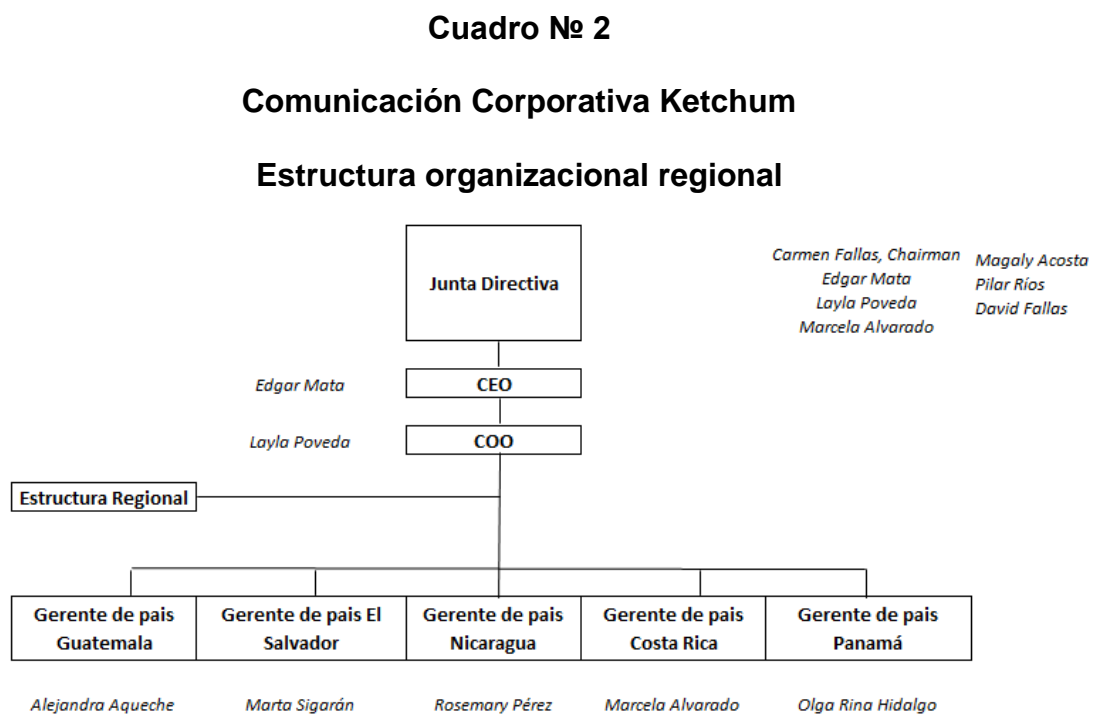 Cuadro № 2
Comunicación Corporativa Ketchum
Estructura organizacional regional
Junta Directiva
Carmen Fallas, Chairman
Edgar Mata
Layla Poveda
Marcela Alvarado
Magaly Acosta
Pilar Ríos
David Fallas
Edgar Mata
CEO
Layla Poveda
COO
Estructura Regional
Gerente de pais
Guatemala
Gerente de pais El
Salvador
Gerente de pais
Nicaragua
Gerente de pais
Costa Rica
Gerente de pais
Panamá
Alejandra Aqueche
Marta Sigarán
Rosemary Pérez
Marcela Alvarado
Olga Rina Hidalgo